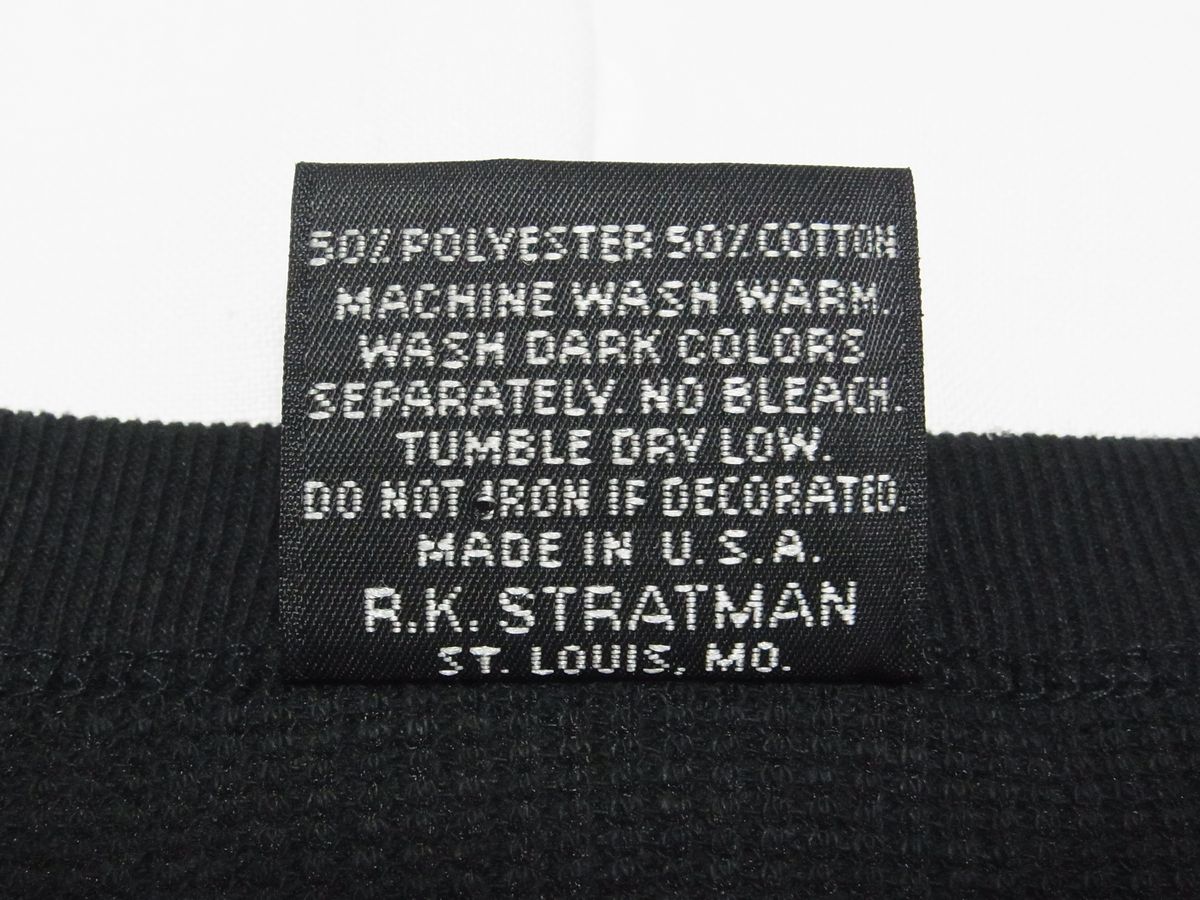 50% POLYESTER 50% COTTON
MACHINE WASH WARM.
WASH DARK COLORS
SEPARATELY. NO BLEACH.
TUMBLE DRY LOW.
DO NOT IRON IF DECORATED.
MADE IN U.S.A.
R.K. STRATMAN
ST. LOUIS, MO.